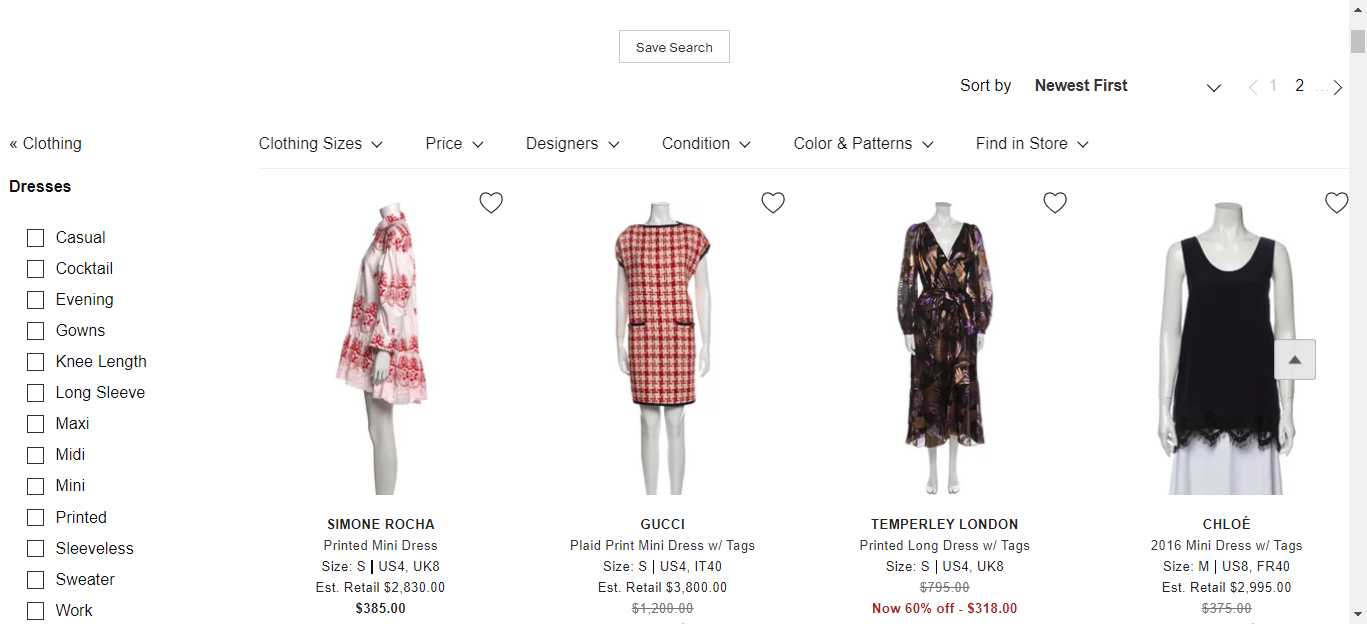 Save Search
Sort by Newest First
1 2 ...
« Clothing
Clothing Sizes Price Designers Condition Color & Patterns Find in Store
Dresses
Casual
Cocktail
Evening
Gowns
Knee Length
Long Sleeve
Maxi
Midi
Mini
Printed
Sleeveless
Sweater
Work
SIMONE ROCHA
Printed Mini Dress
Size: S | US4, UK8
Est. Retail $2,830.00
$385.00
GUCCI
Plaid Print Mini Dress w/ Tags
Size: S | US4, IT40
Est. Retail $3,800.00
$1,200.00
TEMPERLEY LONDON
Printed Long Dress w/ Tags
Size: S | US4, UK8
$795.00
Now 60% off - $318.00
CHLOÉ
2016 Mini Dress w/ Tags
Size: M | US8, FR40
Est. Retail $2,995.00
$375.00